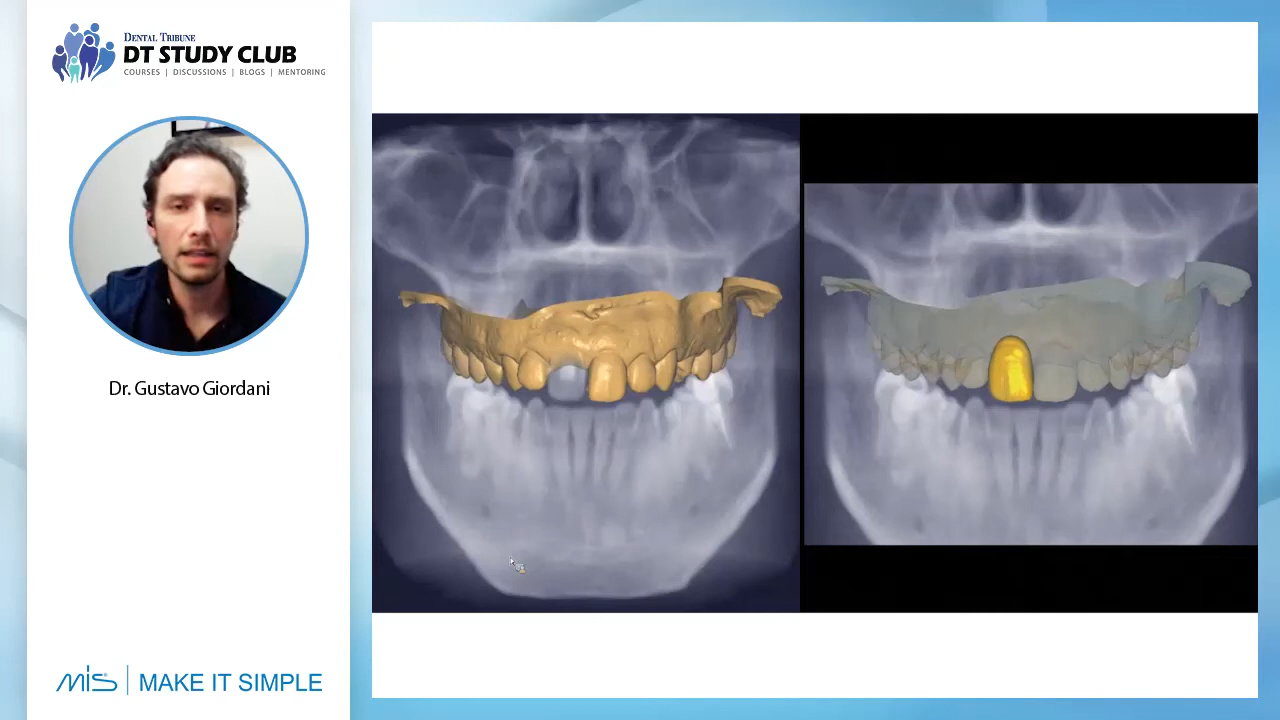 DENTAL TRIBUNE
DT STUDY CLUB
COURSES | DISCUSSIONS | BLOGS | MENTORING
Dr. Gustavo Giordani
mis | MAKE IT SIMPLE